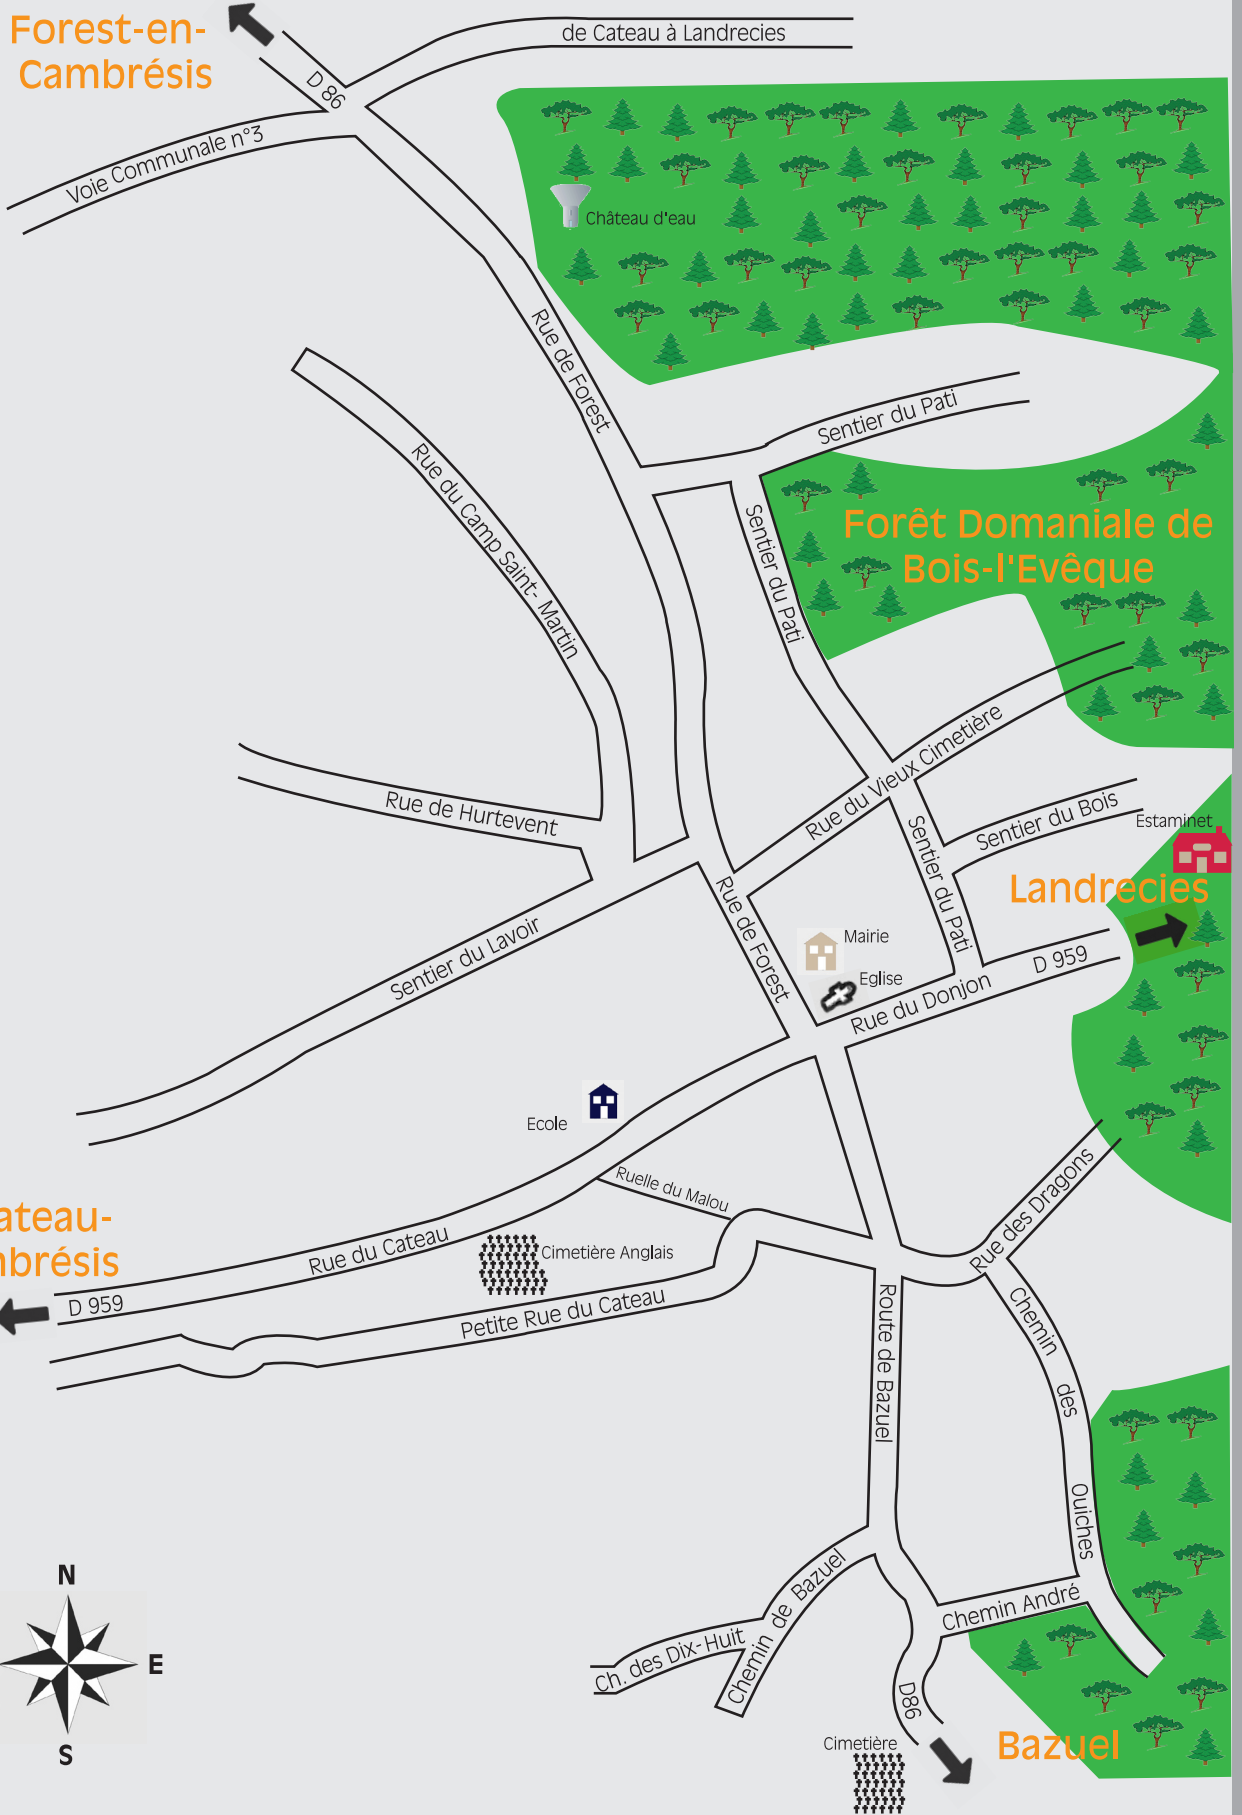 Forest-en-
Cambrésis
de Cateau à Landrecies
D 86
Voie Communale n°3
Château d'eau
Rue de Forest
Sentier du Pati
Rue du Camp Saint- Martin
Sentier du Pati
Forêt Domaniale de
Bois-l'Evêque
Rue du Vieux Cimetière
Rue de Hurtevent
Sentier du Bois
Estaminet
Sentier du Pati
Landrecies
Rue de Forest
Mairie
Eglise
Sentier du Lavoir
Rue du Donjon
D 959
Ecole
Ruelle du Malou
Rue des Dragons
ateau-
nbrésis
Rue du Cateau
Cimetière Anglais
D 959
Petite Rue du Cateau
Route de Bazuel
Chemin des Ouiches
N
E
S
Chemin de Bazuel
Chemin André
Ch. des Dix-Huit
D86
Cimetière
Bazuel